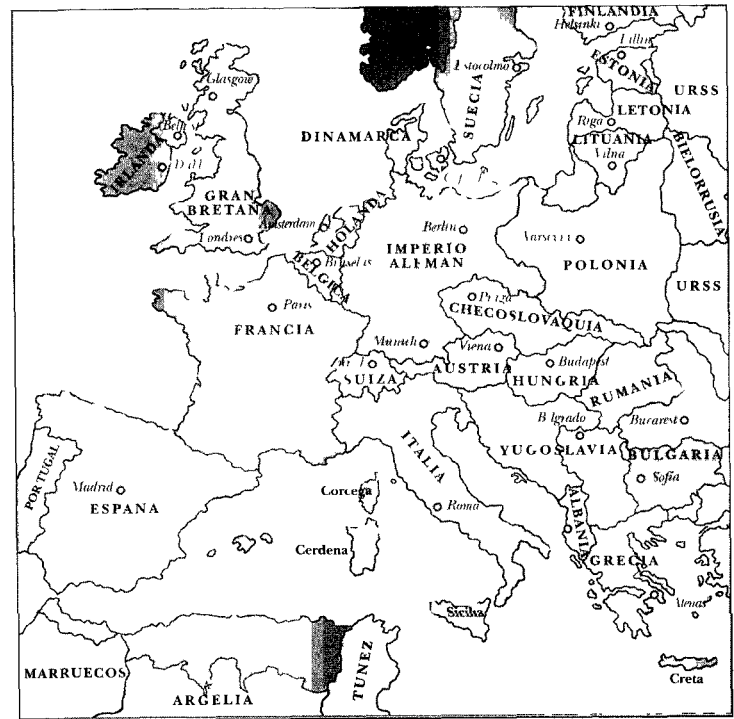 FINLANDIA
Helsinki
Estocolmo
ESTONIA
Glasgow
SUECIA
URSS
LETONIA
Riga
DINAMARCA
LITUANIA
Vilna
BIELORRUSIA
IRLANDA
GRAN
BRETANA
Amsterdam
HOLANDA
Londres
Berlin
IMPERIO
ALEMAN
POLONIA
Bruselas
BELGICA
URSS
Praga
CHECOSLOVAQUIA
Paris
FRANCIA
Munich
Viena
Budapest
SUIZA
AUSTRIA
HUNGRIA
RUMANIA
Bucarest
ITALIA
YUGOSLAVIA
BULGARIA
Sofia
PORTUGAL
Madrid
ESPANA
Corcega
Roma
ALBANIA
Cerdena
GRECIA
Atenas
Sicilia
MARRUECOS
ARGELIA
TUNEZ
Creta